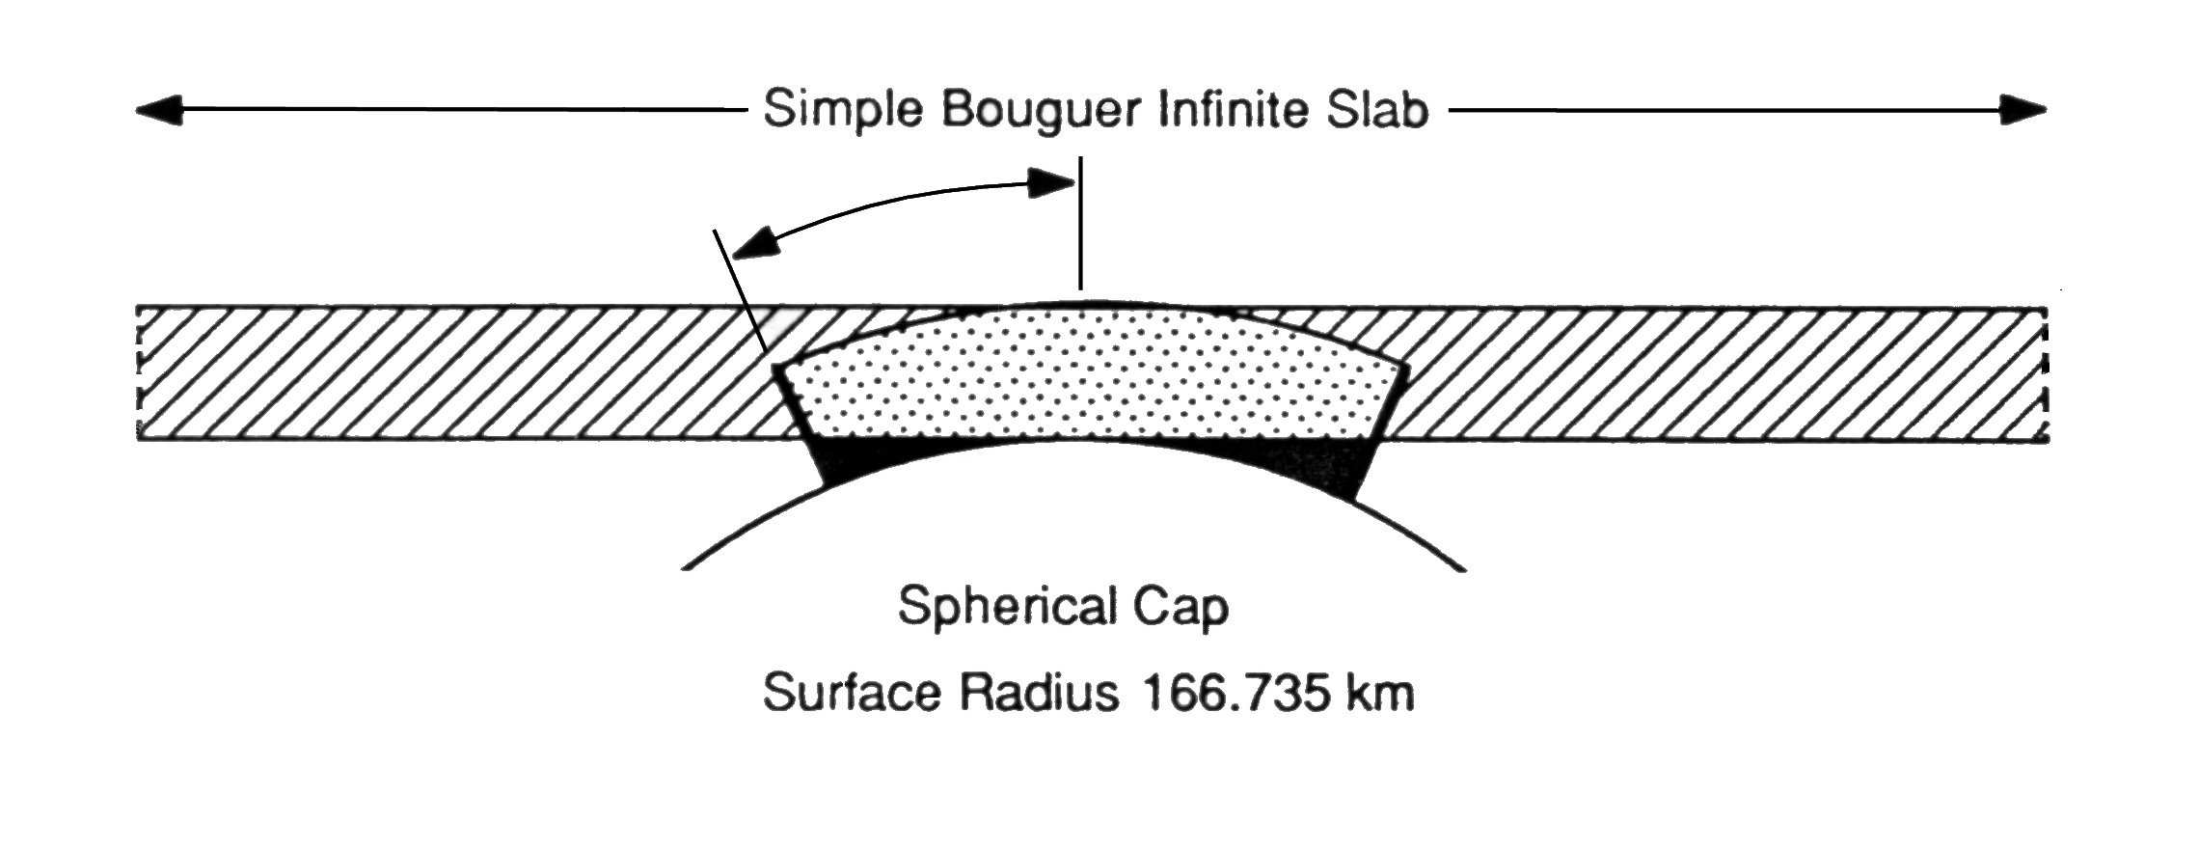 Simple Bouguer Infinite Slab
Spherical Cap
Surface Radius 166.735 km